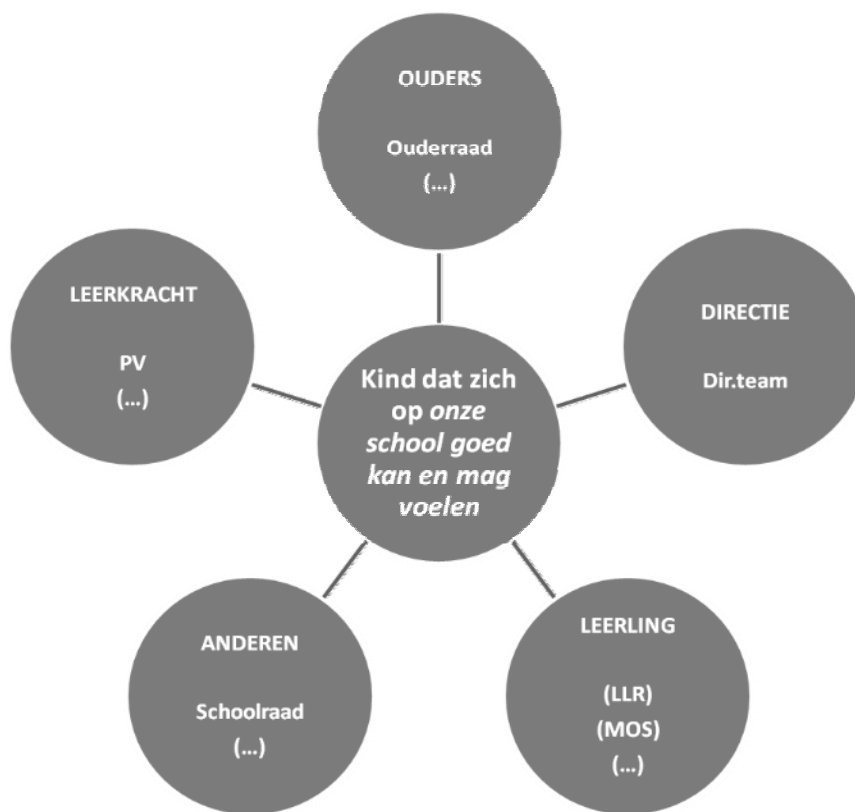 OUDERS
Ouderraad
(...)
LEERKRACHT
PV
(...)
DIRECTIE
Dir.team
Kind dat zich
op onze
school goed
kan en mag
voelen
ANDEREN
Schoolraad
(...)
LEERLING
(LLR)
(MOS)
(...)